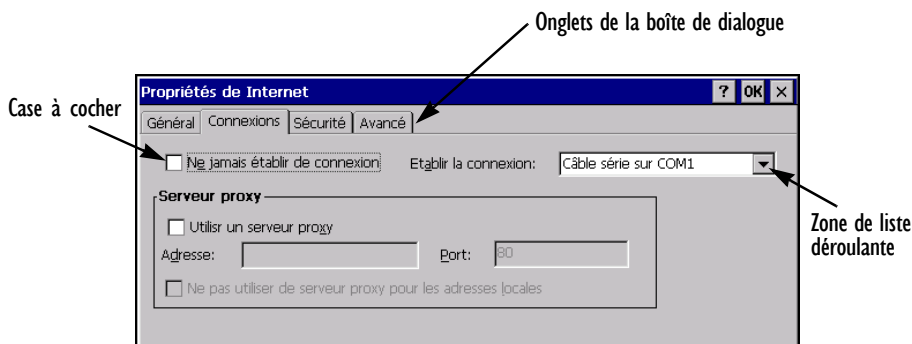 Onglets de la boîte de dialogue
Case à cocher
Propriétés de Internet ? OK ×
Général Connexions Sécurité Avancé
Ne jamais établir de connexion Etablir la connexion: Câble série sur COM1
Serveur proxy
Utilisr un serveur proxy
Adresse: Port: 80
Ne pas utiliser de serveur proxy pour les adresses locales
Zone de liste
déroulante